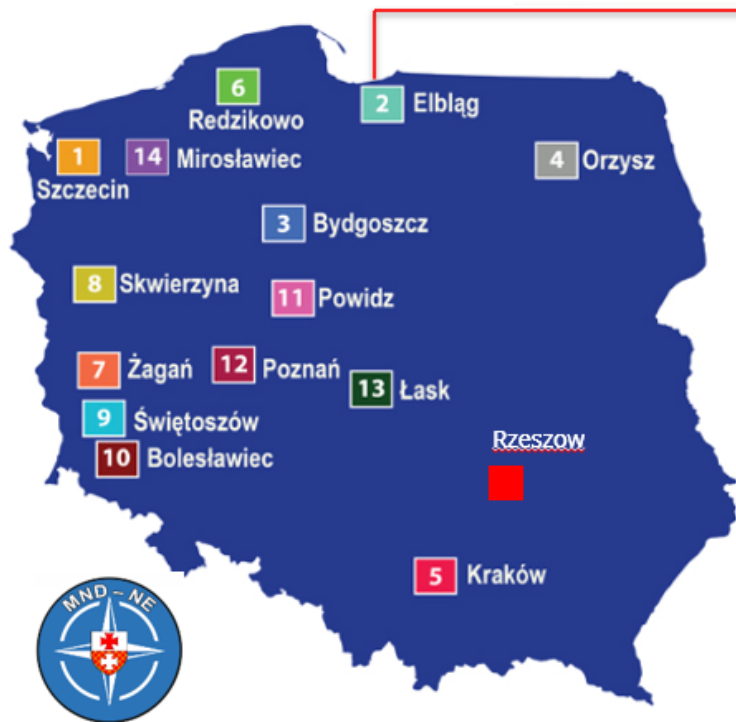 6
Redzikowo
2 Elbląg
1
Szczecin
14 Mirosławiec
4 Orzysz
3 Bydgoszcz
8 Skwierzyna
11 Powidz
7 Żagań
12 Poznań
13 Łask
9 Świętoszów
10 Bolesławiec
Rzeszow
5 Kraków
MND-NE